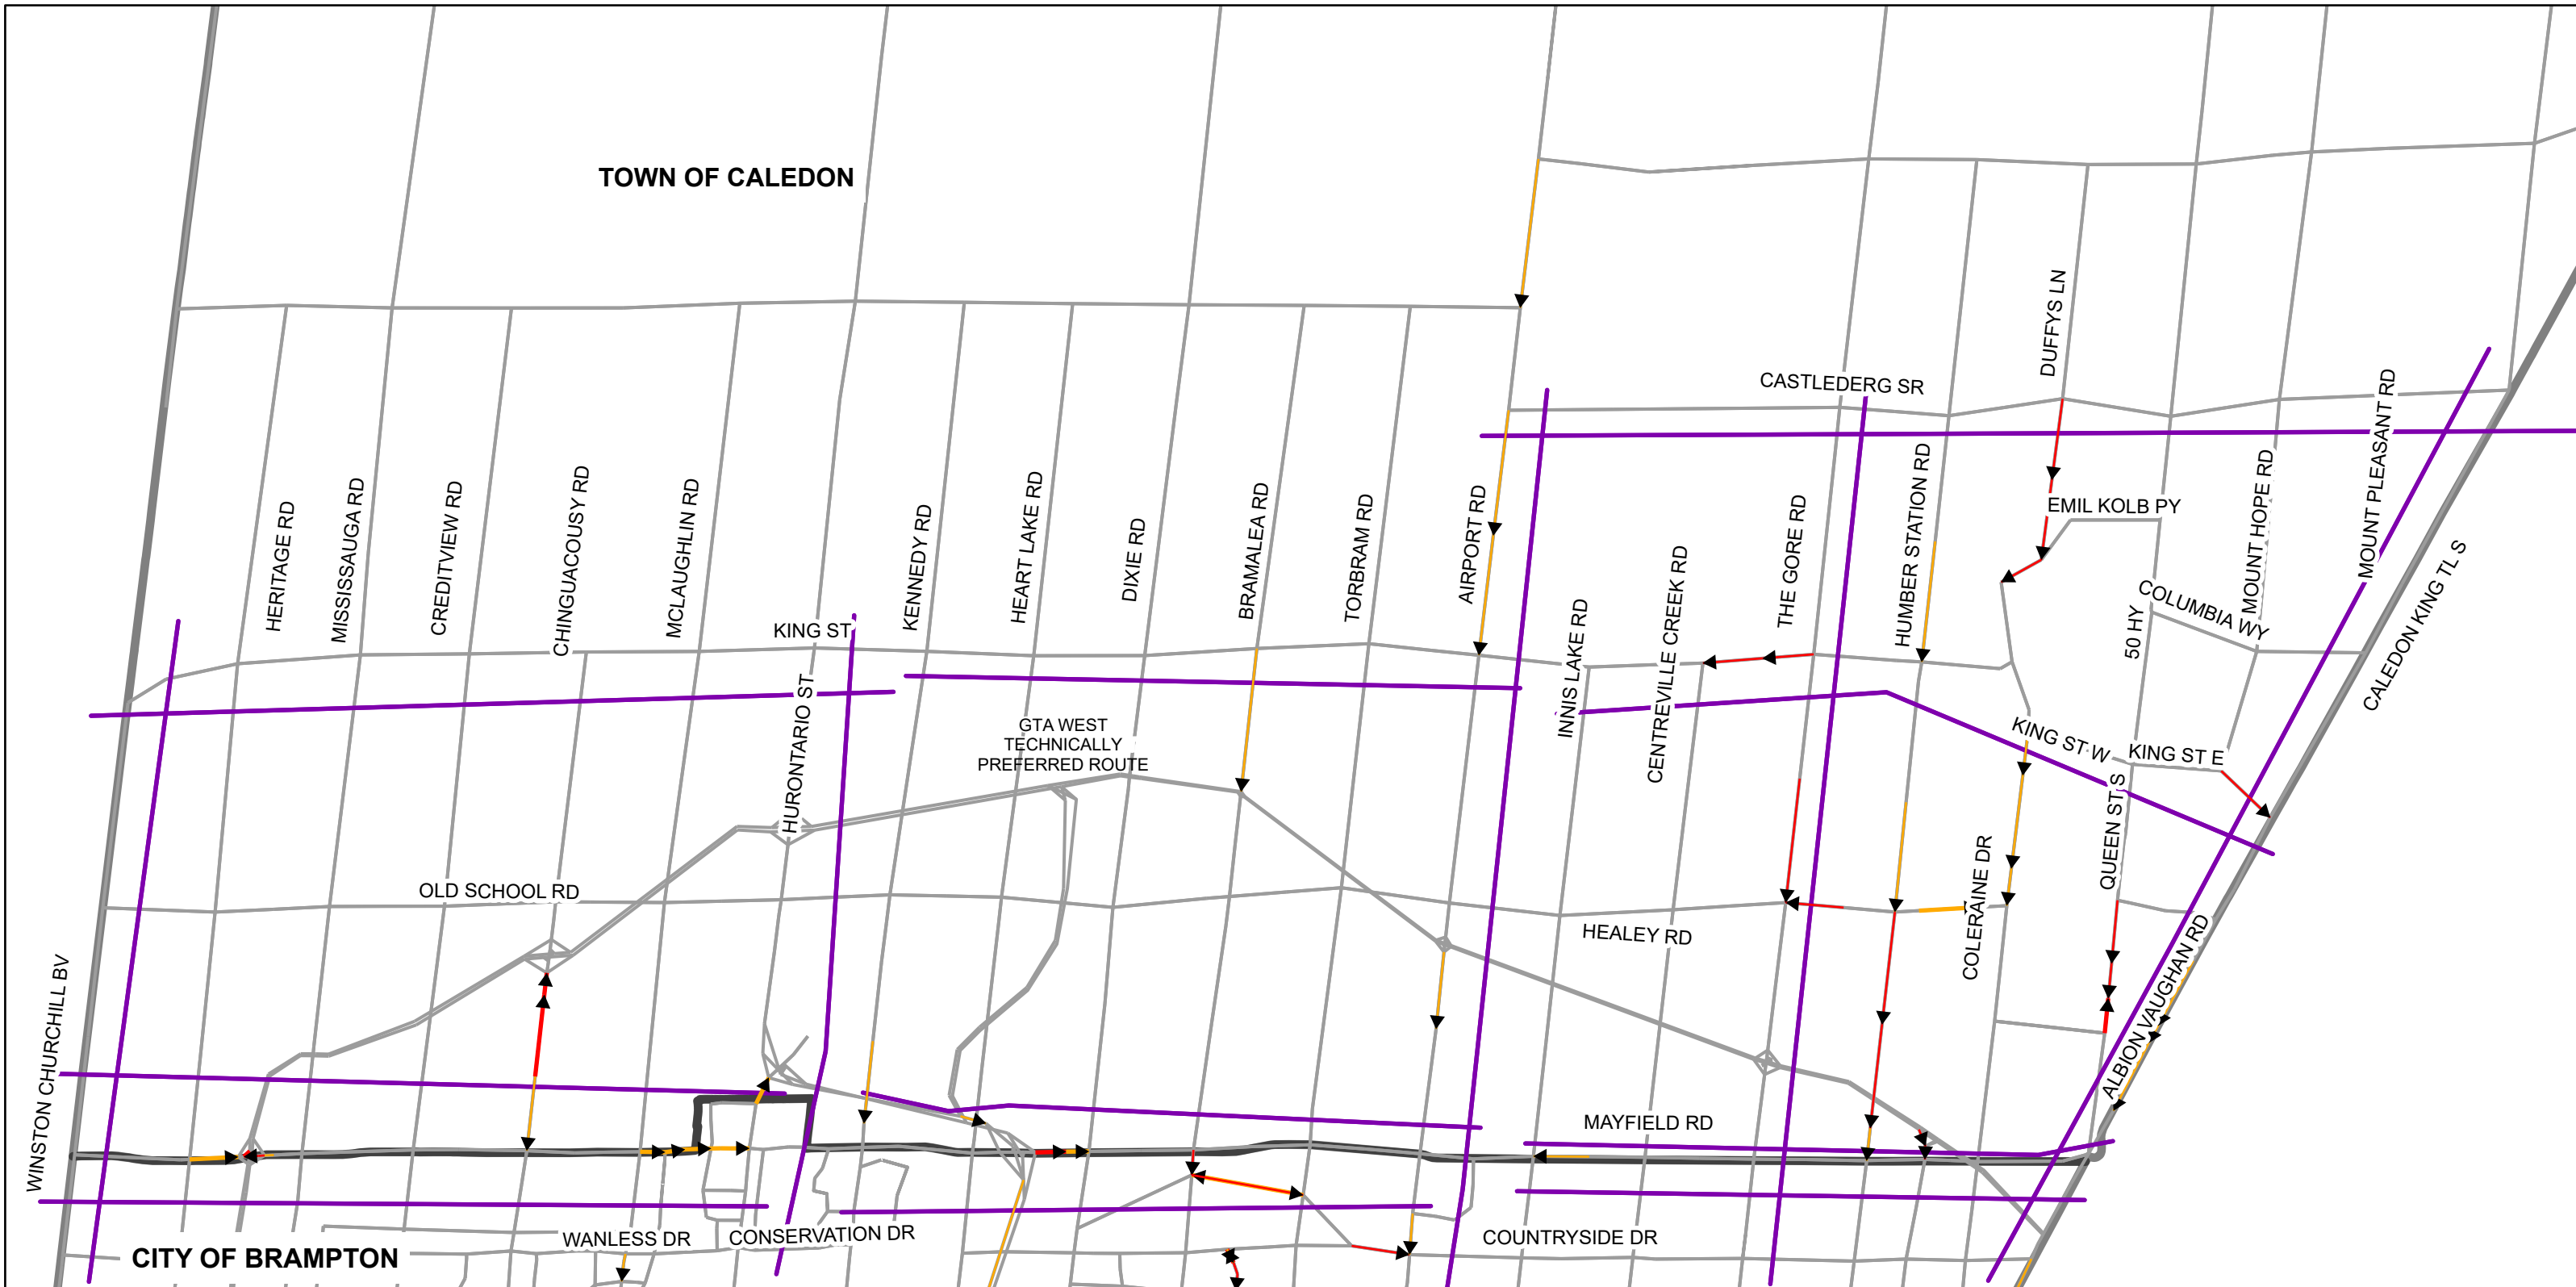 TOWN OF CALEDON
DUFFYS LN
CASTLEDERG SR
MOUNT PLEASANT RD
HERITAGE RD
MISSISSAUGA RD
CREDITVIEW RD
CHINGUACOUSY RD
MCLAUGHLIN RD
KING ST
HURONTARIO ST
KENNEDY RD
HEART LAKE RD
DIXIE RD
BRAMALEA RD
TORBRAM RD
AIRPORT RD
INNIS LAKE RD
CENTREVILLE CREEK RD
THE GORE RD
HUMBER STATION RD
EMIL KOLB PY
MOUNT HOPE RD
COLUMBIA WY
50 HY
CALEDON KING TL S
GTA WEST
TECHNICALLY
PREFERRED ROUTE
KING ST W
KING ST E
QUEEN ST S
OLD SCHOOL RD
HEALEY RD
COLERAINE DR
ALBION VAUGHAN RD
WINSTON CHURCHILL BV
MAYFIELD RD
WANLESS DR
CONSERVATION DR
COUNTRYSIDE DR
CITY OF BRAMPTON